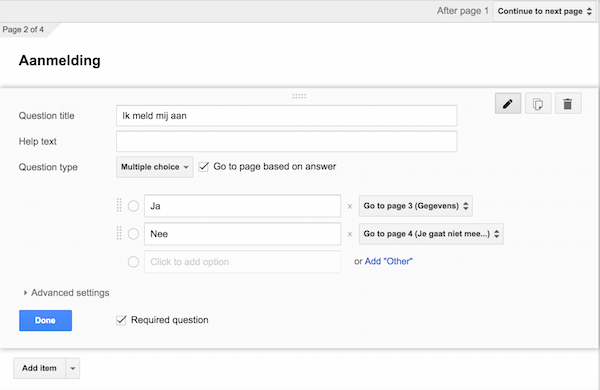 After page 1 Continue to next page
Page 2 of 4
Aanmelding
Question title Ik meld mij aan
Help text
Question type Multiple choice Go to page based on answer
Ja × Go to page 3 (Gegevens)
Nee × Go to page 4 (Je gaat niet mee...)
Click to add option or Add "Other"
Advanced settings
Done Required question
Add item